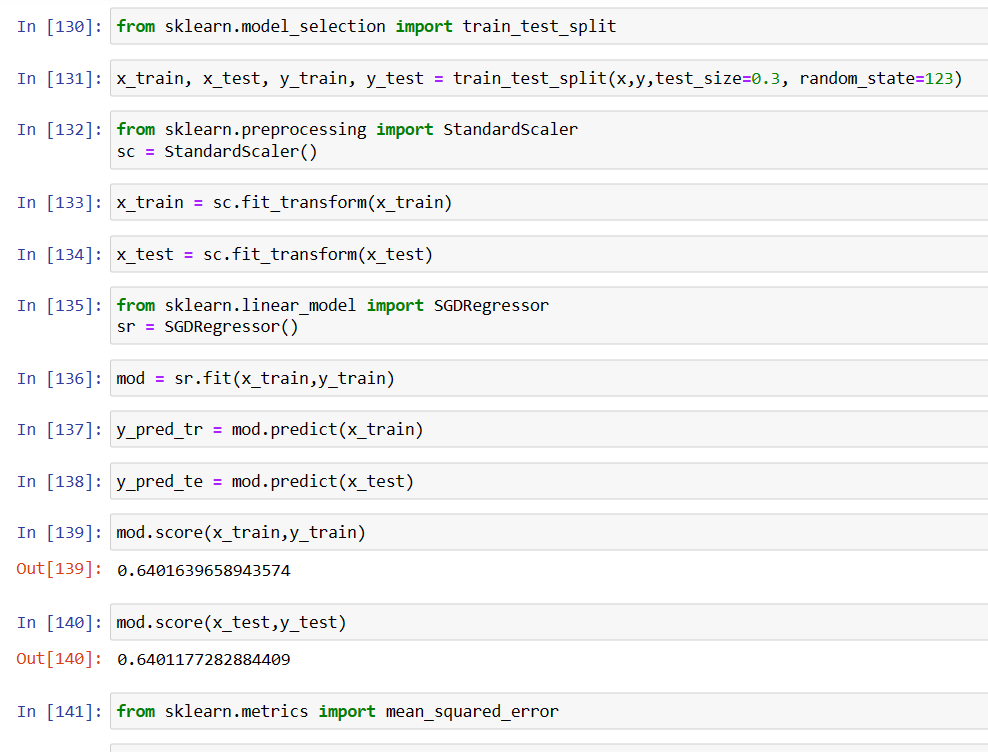 In [130]: from sklearn.model_selection import train_test_split
In [131]: x_train, x_test, y_train, y_test = train_test_split(x,y,test_size=0.3, random_state=123)
In [132]: from sklearn.preprocessing import StandardScaler
sc = StandardScaler()
In [133]: x_train = sc.fit_transform(x_train)
In [134]: x_test = sc.fit_transform(x_test)
In [135]: from sklearn.linear_model import SGDRegressor
sr = SGDRegressor()
In [136]: mod = sr.fit(x_train,y_train)
In [137]: y_pred_tr = mod.predict(x_train)
In [138]: y_pred_te = mod.predict(x_test)
In [139]: mod.score(x_train,y_train)
Out[139]: 0.6401639658943574
In [140]: mod.score(x_test,y_test)
Out[140]: 0.6401177282884409
In [141]: from sklearn.metrics import mean_squared_error